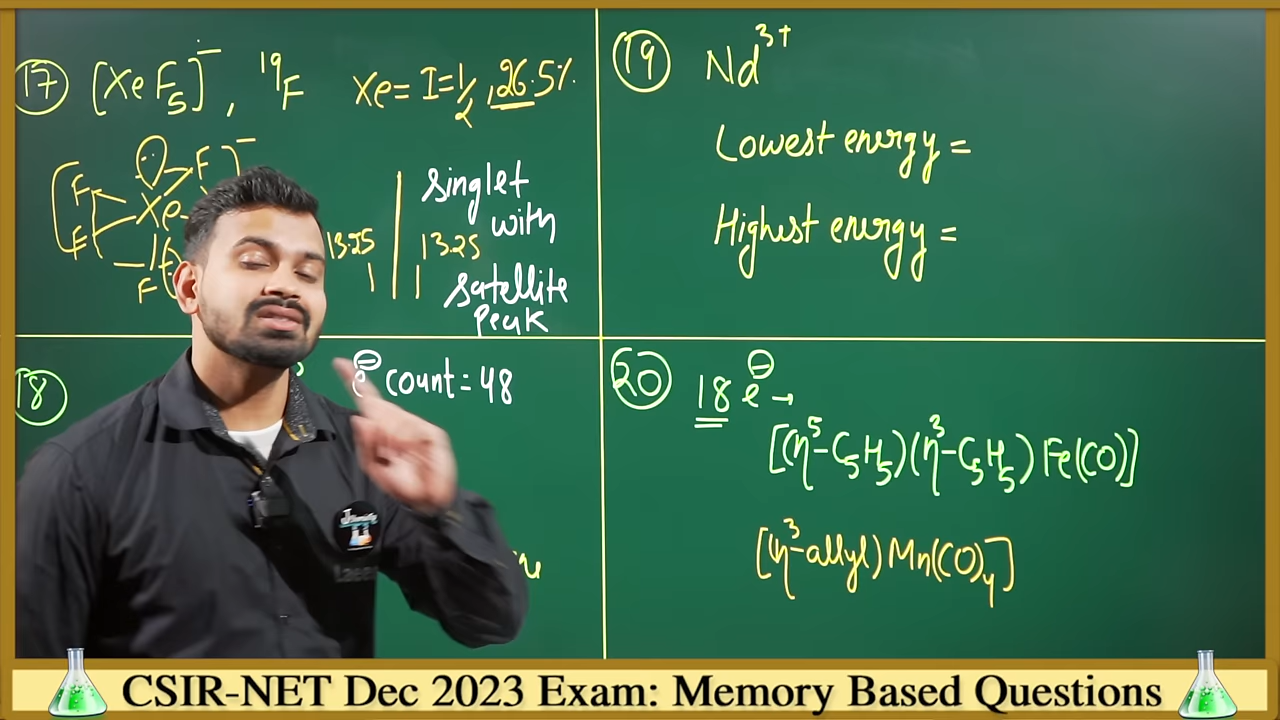 17 [XeF5]⁻, ¹⁹F Xe= I=1/2, 26.5%
F F
Xe
F
F
13.25 13.25
Singlet
with
satellite
Peak
18
e⊖ count = 48
19 Nd³⁺
Lowest energy =
Highest energy =
20 18 e⊖ →
[(η⁵-C5H5)(η³-C5H5)Fe(CO)]
[(η³-allyl)Mn(CO)4]
CSIR-NET Dec 2023 Exam: Memory Based Questions